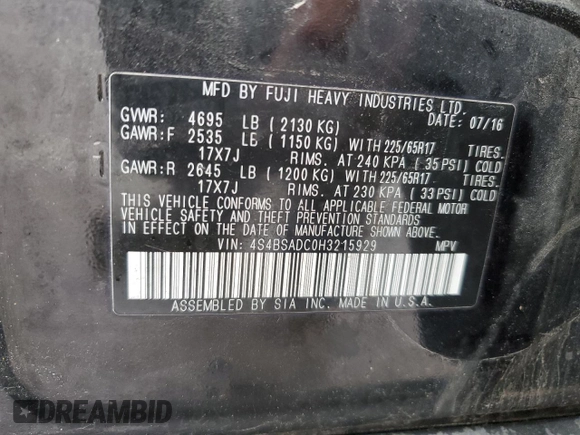 MFD BY FUJI HEAVY INDUSTRIES LTD.
GVWR: 4695 LB (2130 KG) DATE: 07/16
GAWR: F 2535 LB (1150 KG) WITH 225/65R17 TIRES.
17X7J RIMS. AT 240 KPA (35 PSI) COLD
GAWR: R 2645 LB (1200 KG) WITH 225/65R17 TIRES.
17X7J RIMS. AT 230 KPA (33 PSI) COLD
THIS VEHICLE CONFORMS TO ALL APPLICABLE FEDERAL MOTOR
VEHICLE SAFETY AND THEFT PREVENTION STANDARDS
IN EFFECT ON THE DATE OF MANUFACTURE SHOWN ABOVE.
VIN: 4S4BSADC0H3215929 MPV
ASSEMBLED BY SIA INC. MADE IN U.S.A.
DREAMBID